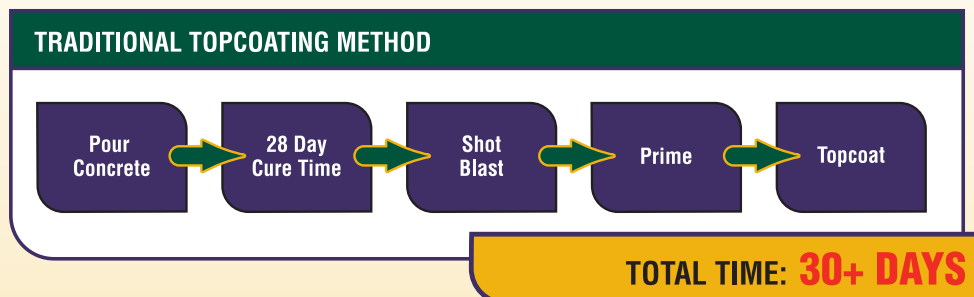 TRADITIONAL TOPCOATING METHOD
Pour
Concrete
28 Day
Cure Time
Shot
Blast
Prime
Topcoat
TOTAL TIME: 30+ DAYS